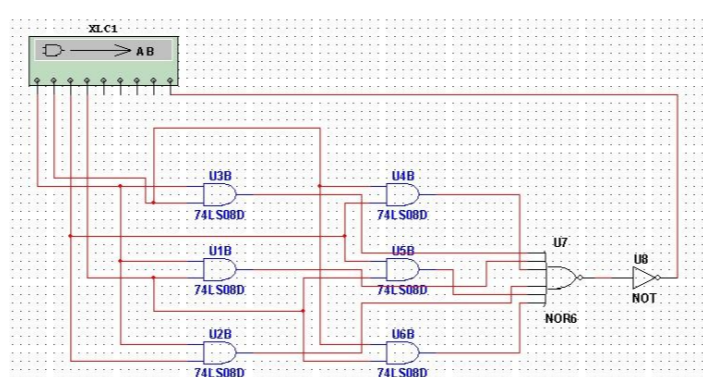 XLC1
AB
U3B
74LS08D
U4B
74LS08D
U1B
74LS08D
U5B
74LS08D
U7
NOR6
U8
NOT
U2B
74LS08D
U6B
74LS08D